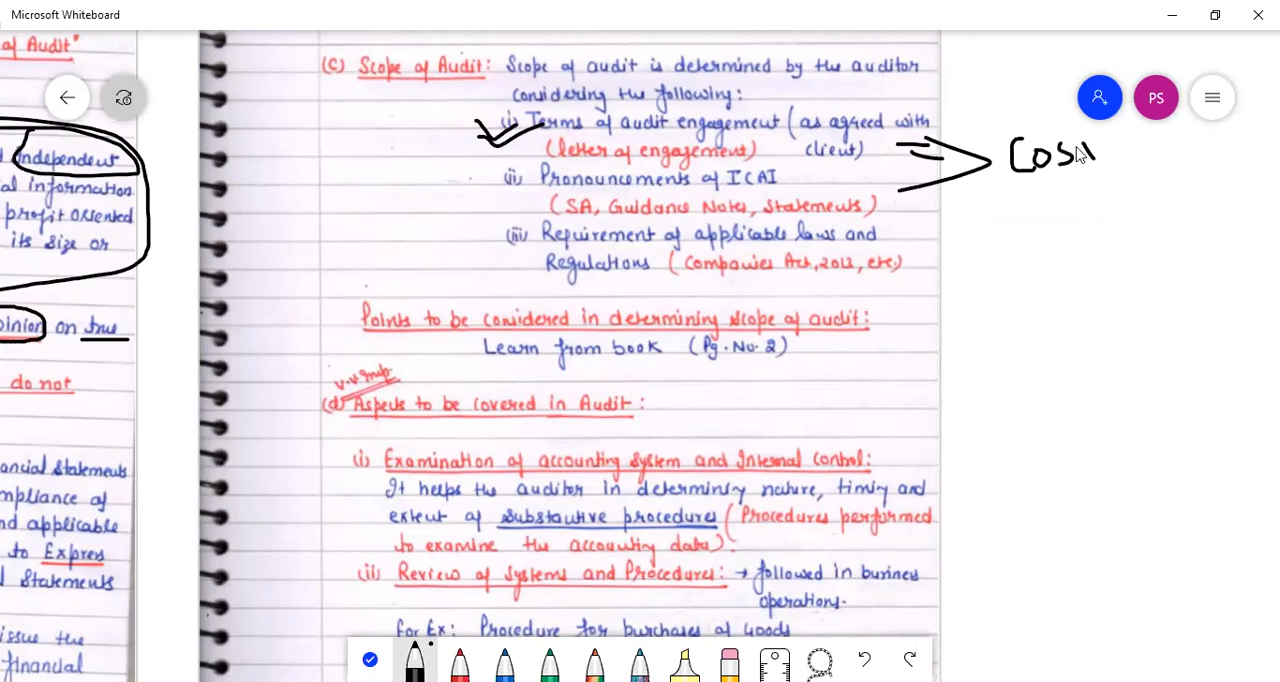 Microsoft Whiteboard
of Audit"
Independent
al information
profit oriented
its size or
pinion on true
do not
nancial statements
mpliance of
nd applicable
to Express
l Statements
issue the
financial
(c) Scope of Audit: Scope of audit is determined by the auditor
considering the following:
(i) Terms of audit engagement (as agreed with
(letter of engagement) client)
(ii) Pronouncements of ICAI
(SA, Guidance Notes, Statements)
(iii) Requirement of applicable laws and
Regulations (Companies Act, 2013, etc.)
Points to be considered in determining scope of audit:
Learn from book (Pg. No. 2)
v.v imp.
(d) Aspects to be covered in Audit:
(i) Examination of accounting system and Internal control:
It helps the auditor in determining nature, timing and
extent of substantive procedures (Procedures performed
to examine the accounting data).
(ii) Review of Systems and Procedures: → followed in business
operations.
For Ex: Procedure for purchases of Goods
PS